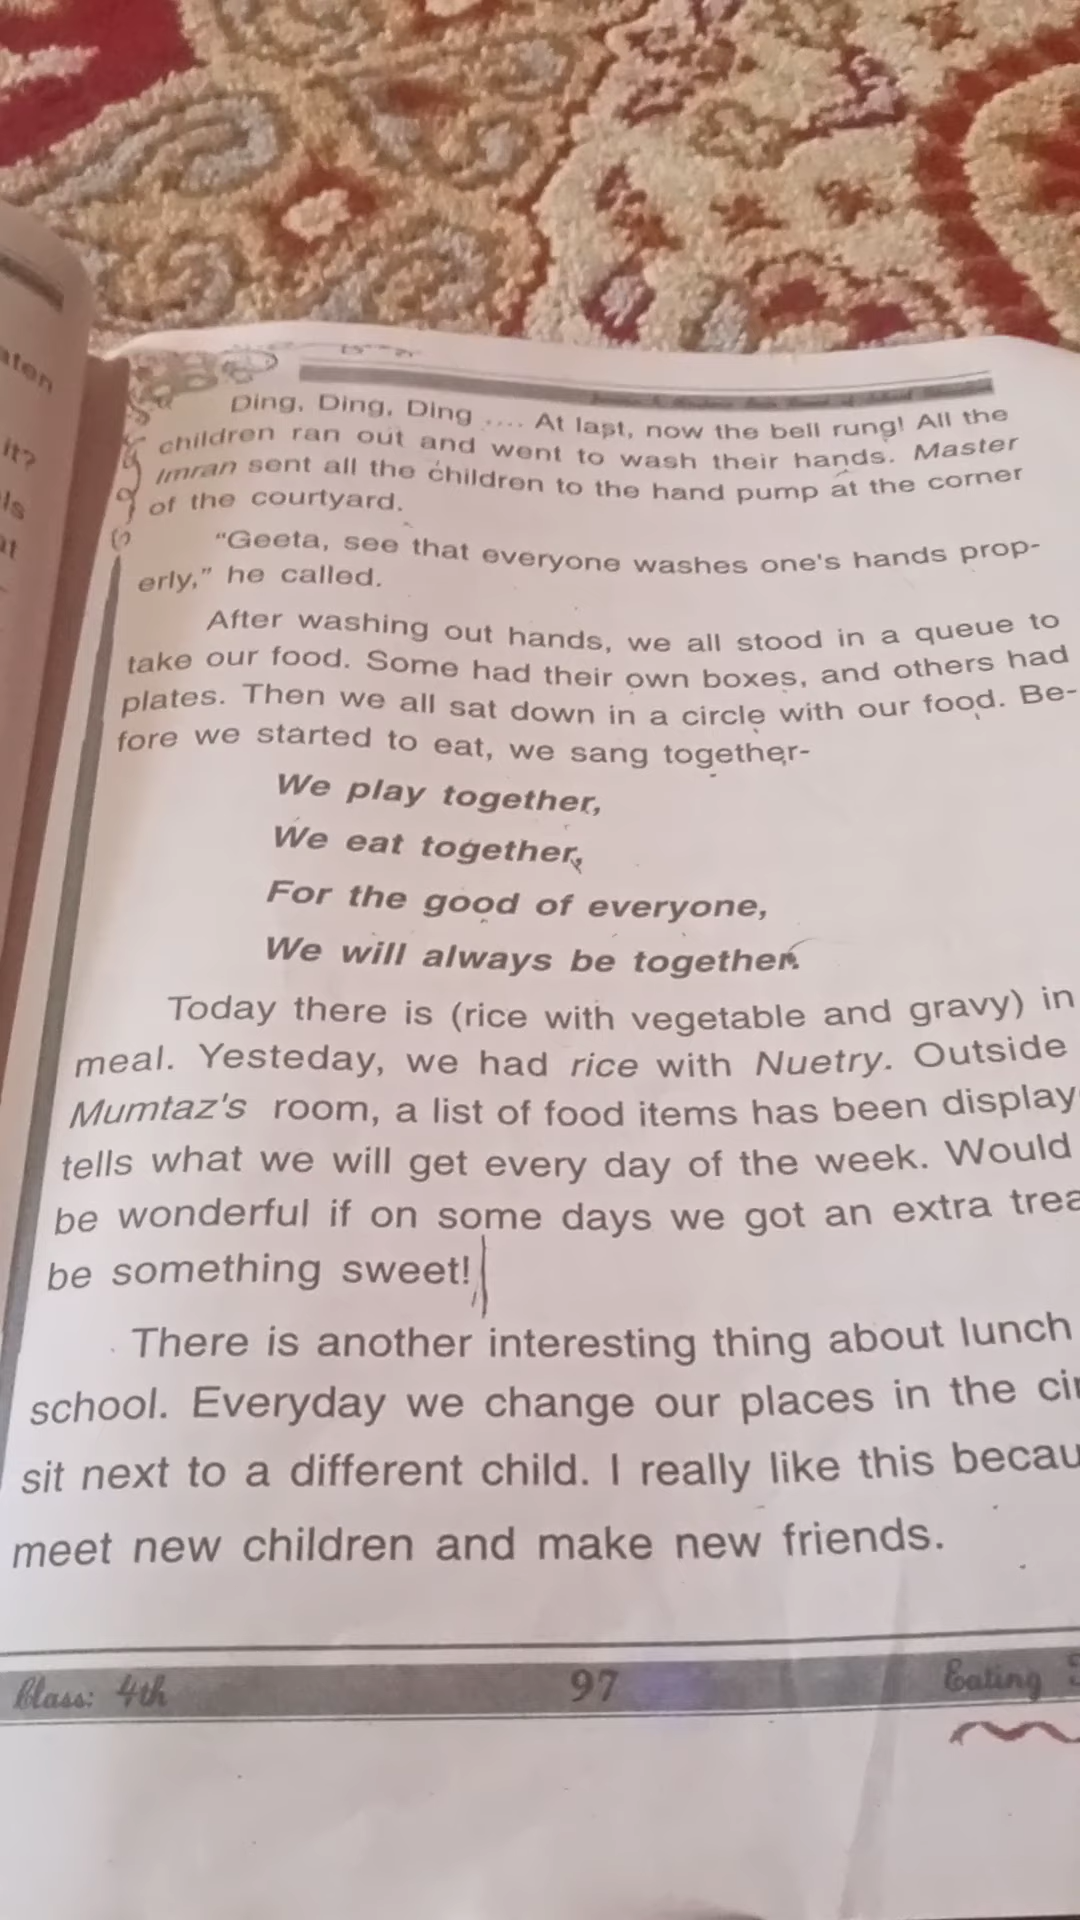 aten
it?
Ding, Ding, Ding .... At last, now the bell rung! All the
children ran out and went to wash their hands. Master
Imran sent all the children to the hand pump at the corner
of the courtyard.
"Geeta, see that everyone washes one's hands prop-
erly," he called.
After washing out hands, we all stood in a queue to
take our food. Some had their own boxes, and others had
plates. Then we all sat down in a circle with our food. Be-
fore we started to eat, we sang together-
We play together,
We eat together,
For the good of everyone,
We will always be together.
Today there is (rice with vegetable and gravy) in
meal. Yesteday, we had rice with Nuetry. Outside
Mumtaz's room, a list of food items has been display
tells what we will get every day of the week. Would
be wonderful if on some days we got an extra trea
be something sweet!
There is another interesting thing about lunch
school. Everyday we change our places in the cir
sit next to a different child. I really like this becau
meet new children and make new friends.
Class: 4th 97 Eating